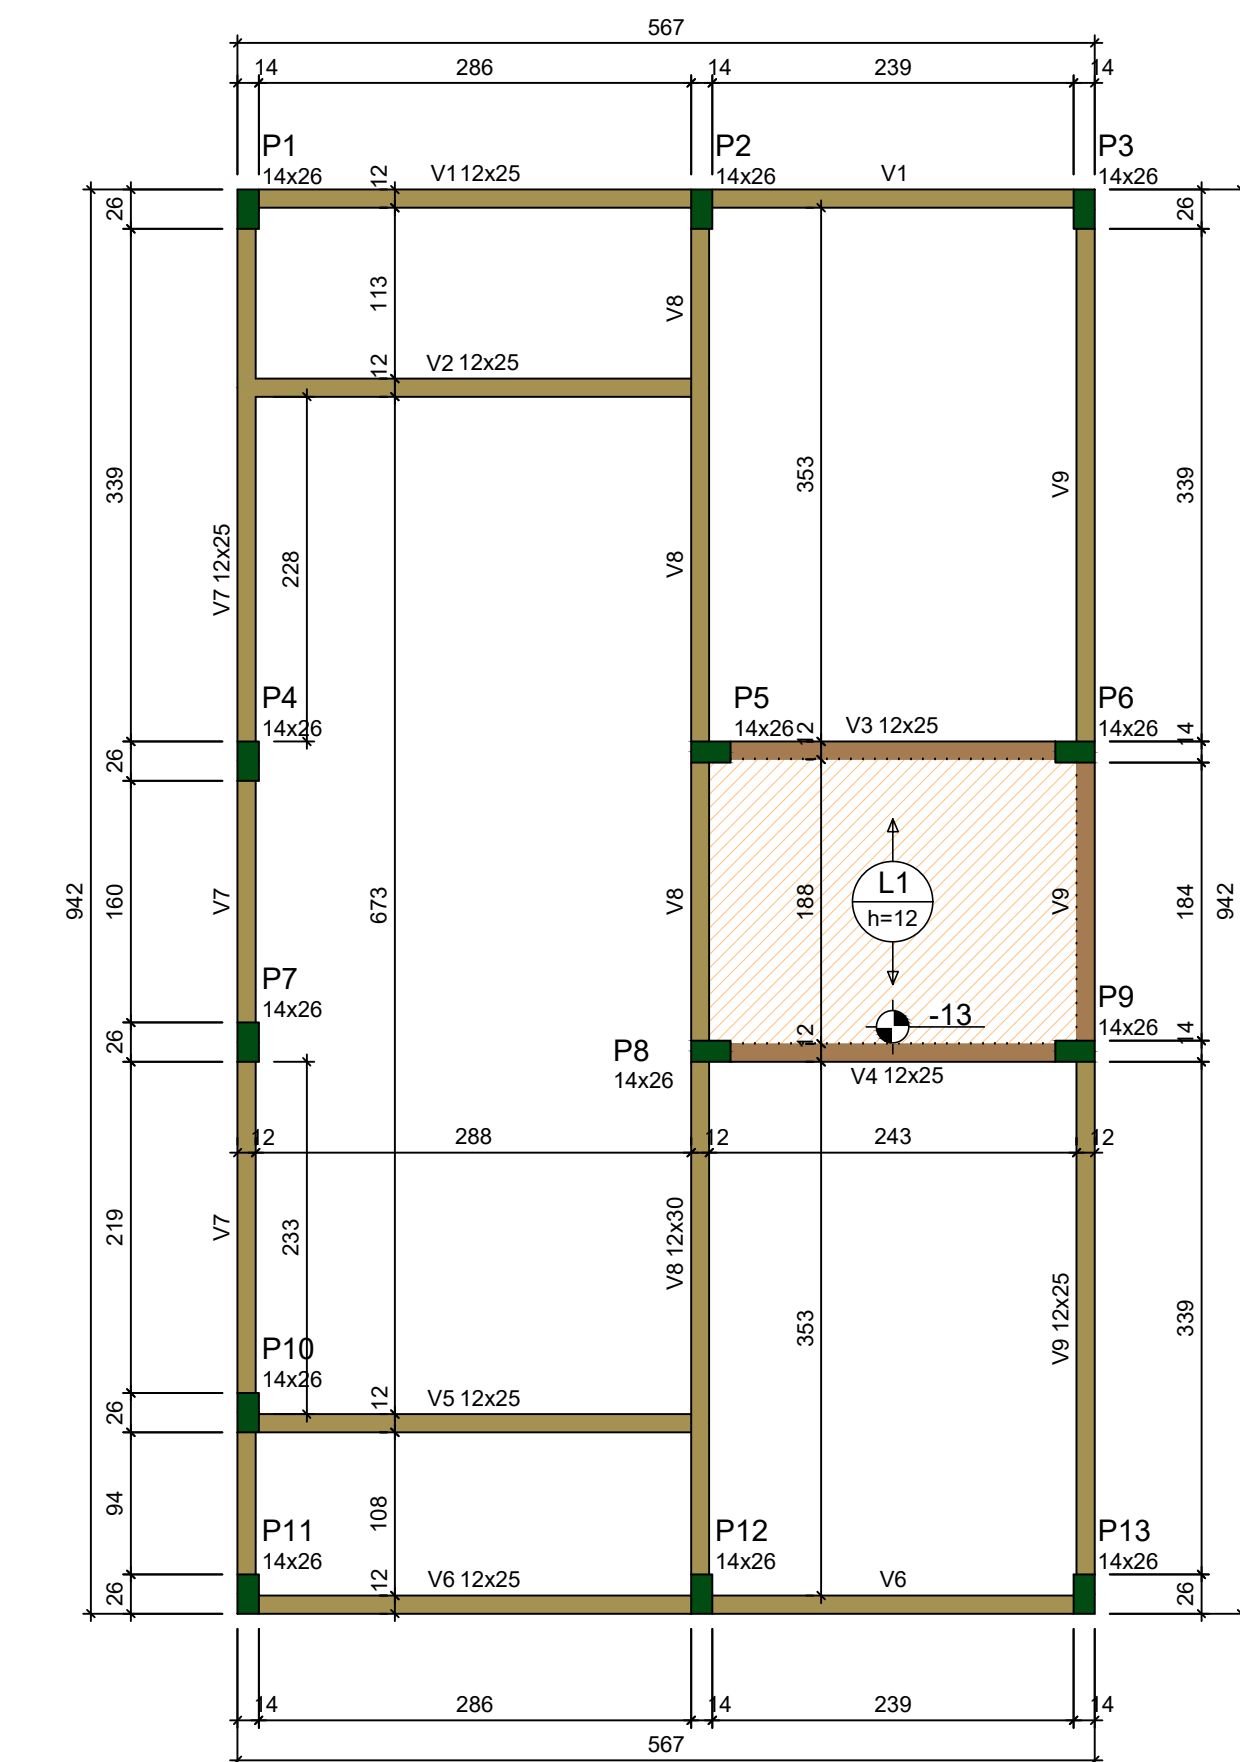 567
14 286 14 239 14
P1 P2 P3
14x26 12 V112x25 14x26 V1 14x26
26 26
113 V8
12 V2 12x25
339 353 V9 339
V7 12x25 228 V8
P4 P5 P6
14x26 14x26 12 V3 12x25 14x26 14
26
942 160 V7 673 V8 188 L1 V9 184 942
h=12
P7 P9
14x26 -13 14x26
26 P8 12 14
14x26 V4 12x25
12 288 12 243 12
219 V7 233 V8 12x30
353 V9 12x25 339
P10
14x26 12 V5 12x25
26
94 108
P11 P12 P13
14x26 14x26 14x26
26 12 V6 12x25 V6 26
14 286 14 239 14
567